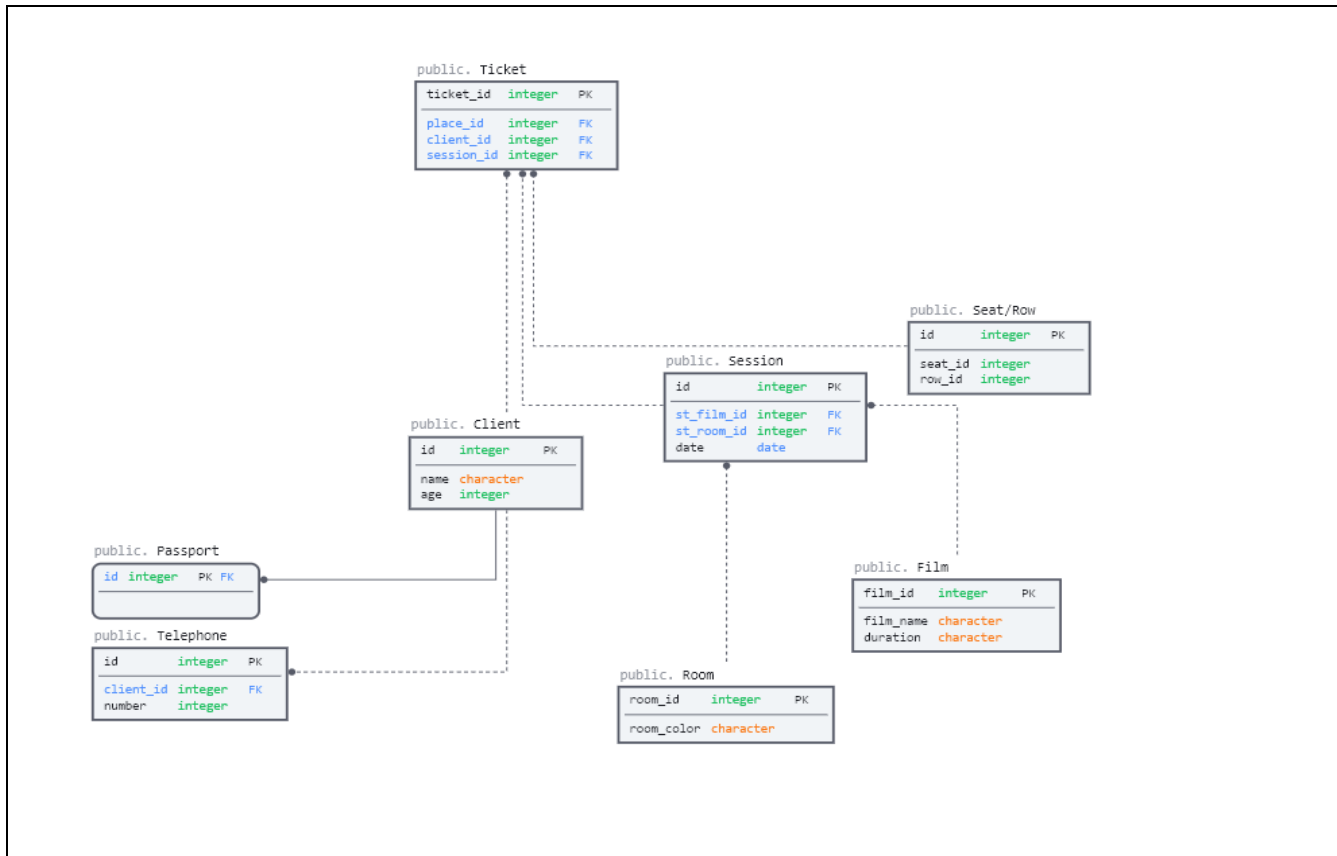 public. Ticket
ticket_id integer PK
place_id integer FK
client_id integer FK
session_id integer FK
public. Seat/Row
id integer PK
seat_id integer
row_id integer
public. Session
id integer PK
st_film_id integer FK
st_room_id integer FK
date date
public. Client
id integer PK
name character
age integer
public. Passport
id integer PK FK
public. Film
film_id integer PK
film_name character
duration character
public. Telephone
id integer PK
client_id integer FK
number integer
public. Room
room_id integer PK
room_color character